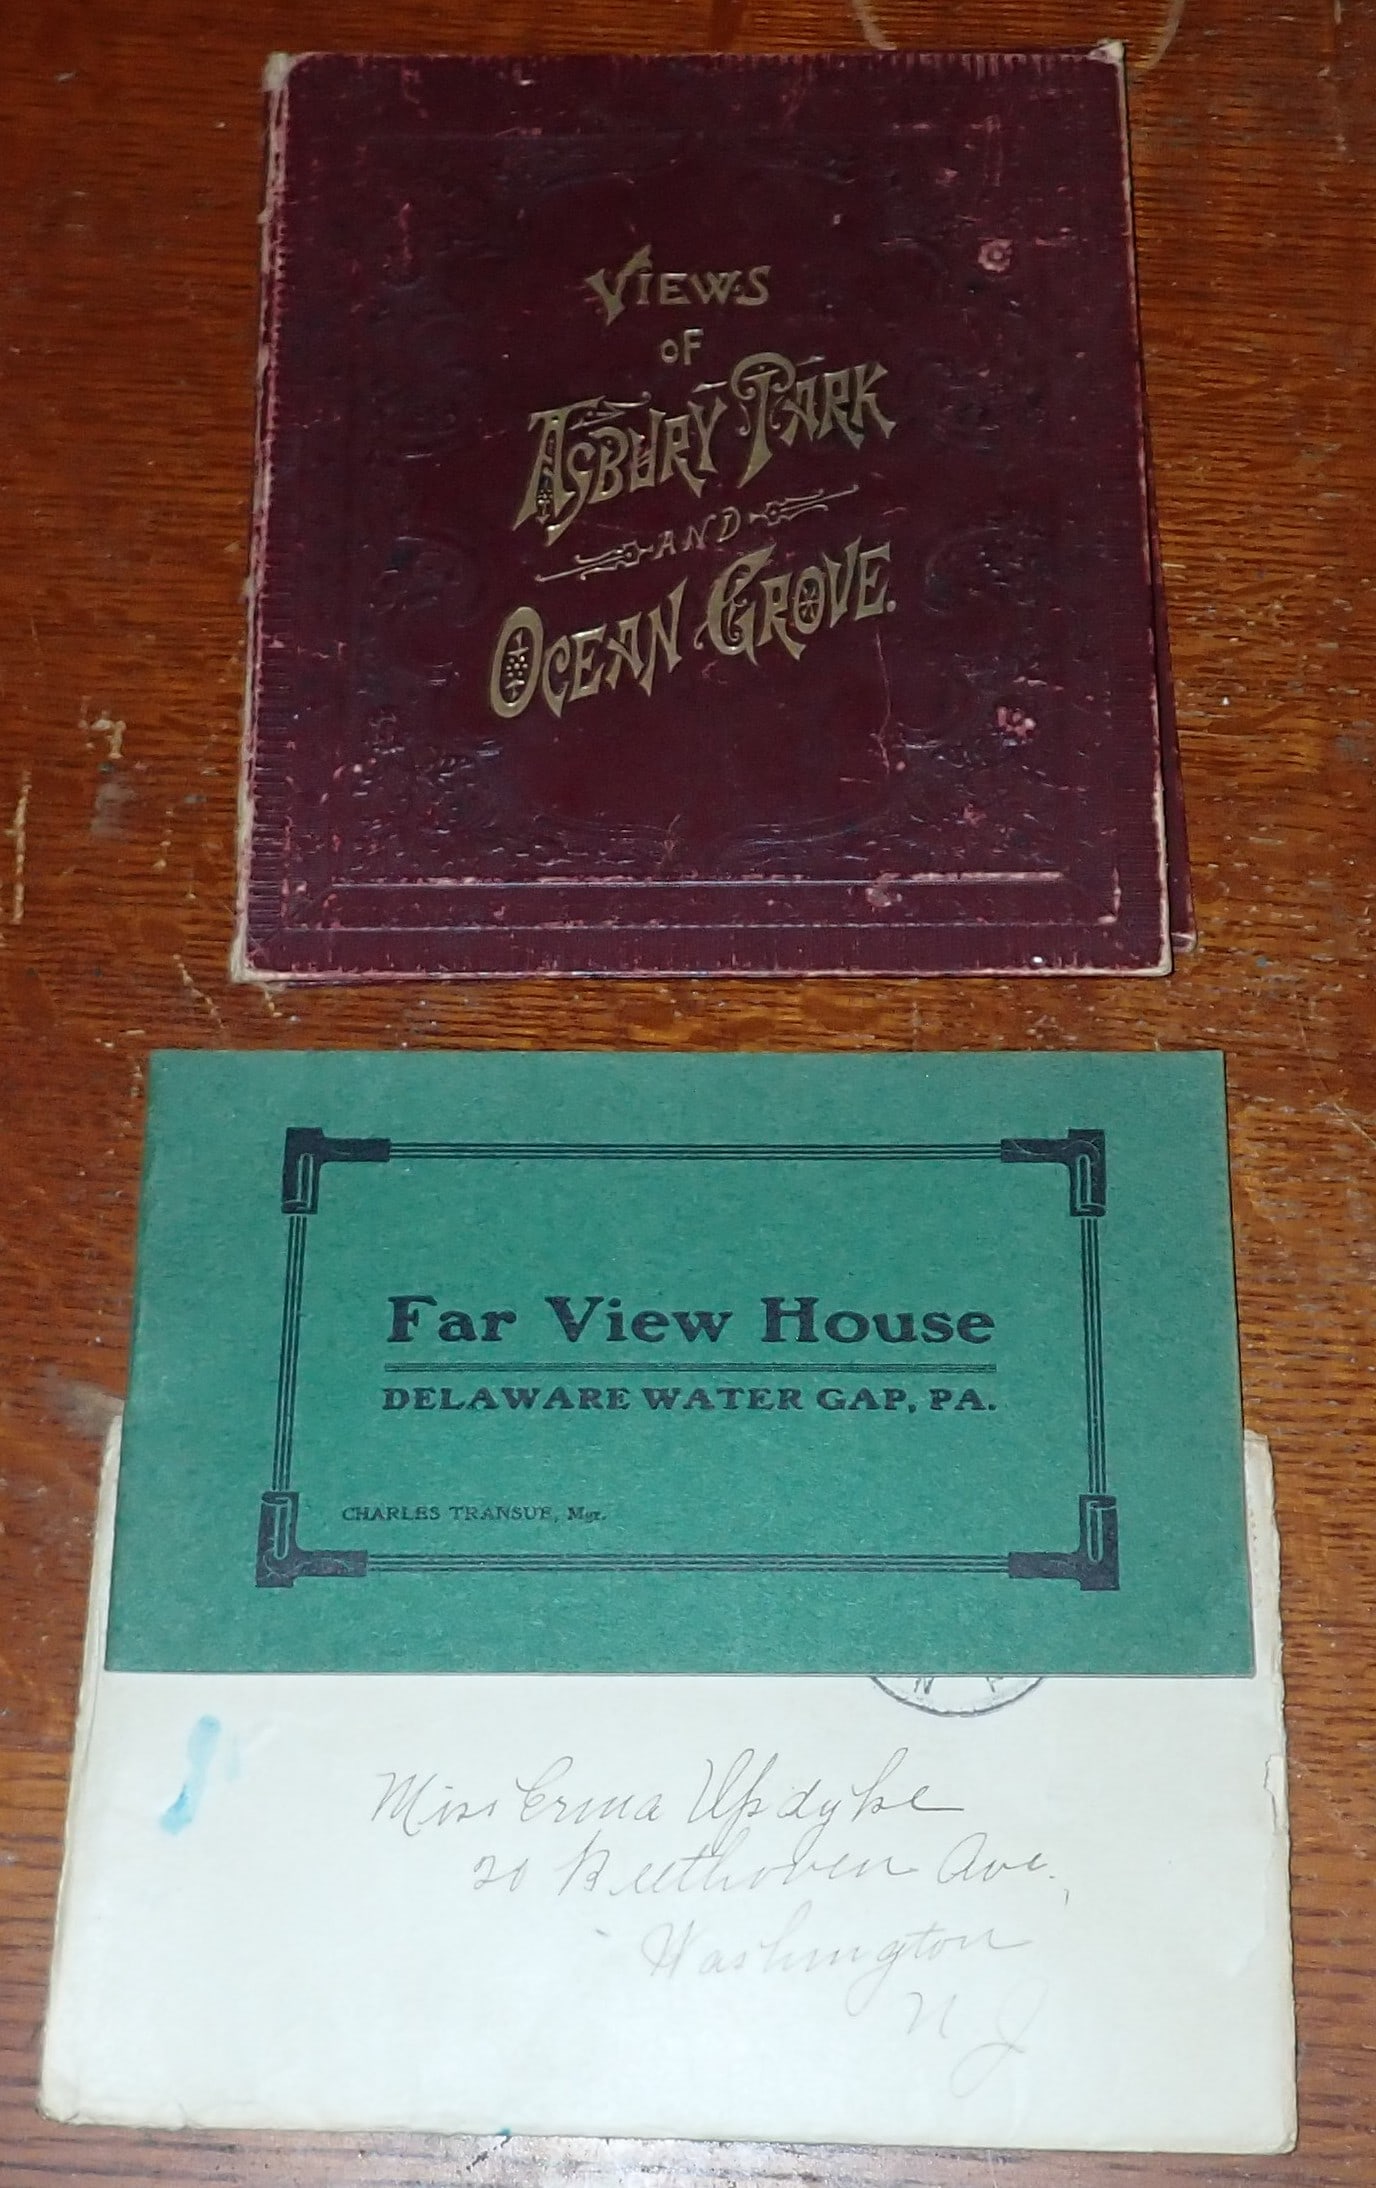 VIEWS
OF
ASBURY PARK
AND
OCEAN GROVE.
Far View House
DELAWARE WATER GAP, PA.
CHARLES TRANSUE, Mgr.
Miss Erma Updyke
20 Beethoven Ave.,
Washington
N J